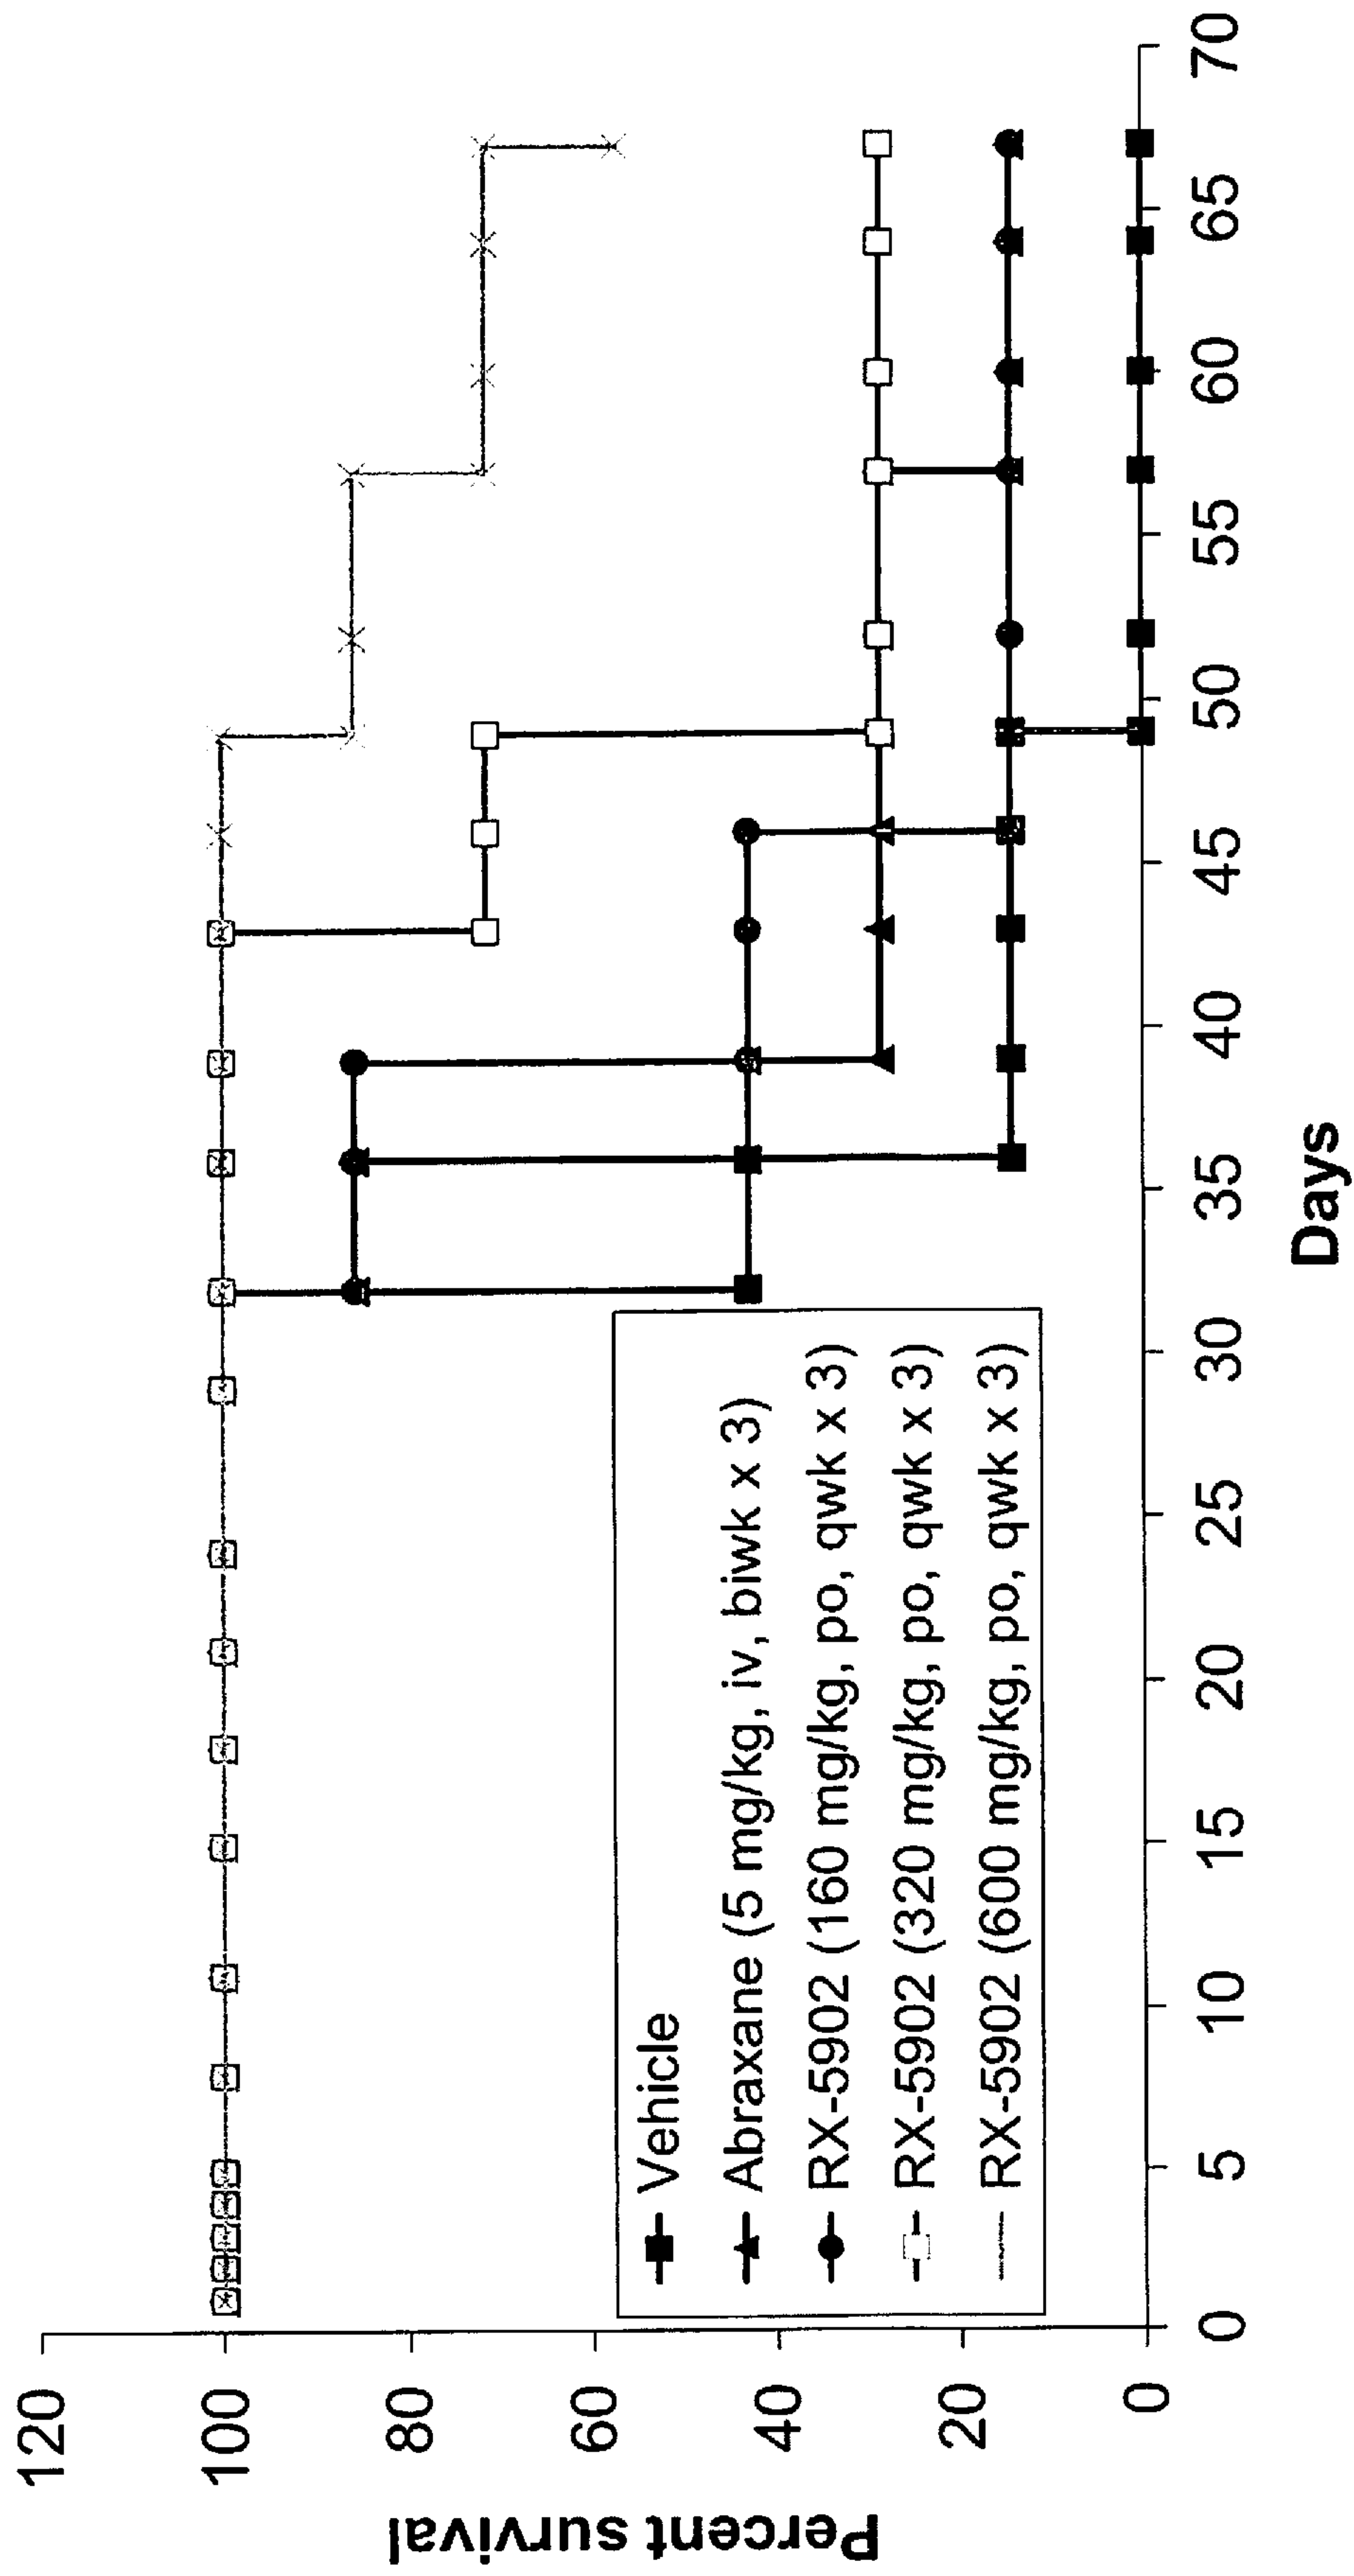 Percent survival
120
100
80
60
40
20
0
Vehicle
Abraxane (5 mg/kg, iv, biwk x 3)
RX-5902 (160 mg/kg, po, qwk x 3)
RX-5902 (320 mg/kg, po, qwk x 3)
RX-5902 (600 mg/kg, po, qwk x 3)
0 5 10 15 20 25 30 35 40 45 50 55 60 65 70
Days